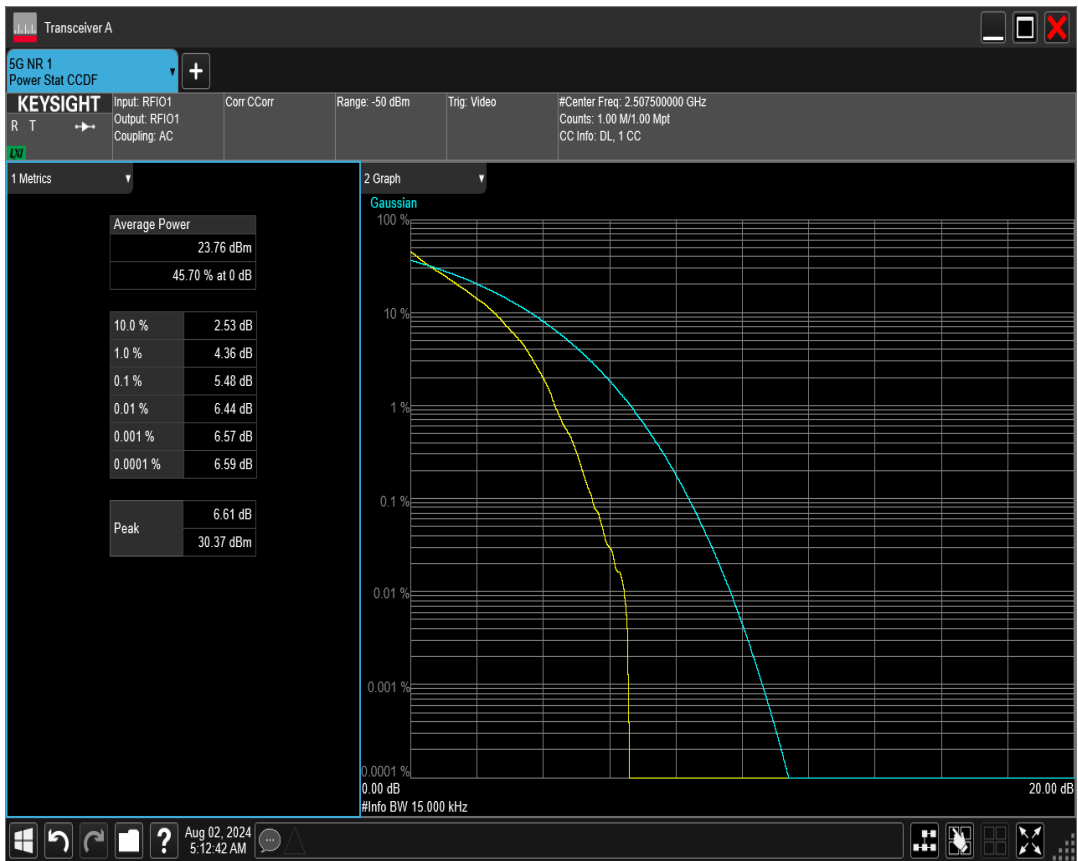 Transceiver A
5G NR 1
Power Stat CCDF
+
KEYSIGHT
R T
LXI
Input: RFIO1
Output: RFIO1
Coupling: AC
Corr CCorr
Range: -50 dBm
Trig: Video
#Center Freq: 2.507500000 GHz
Counts: 1.00 M/1.00 Mpt
CC Info: DL, 1 CC
1 Metrics
Average Power
23.76 dBm
45.70 % at 0 dB
10.0 % 2.53 dB
1.0 % 4.36 dB
0.1 % 5.48 dB
0.01 % 6.44 dB
0.001 % 6.57 dB
0.0001 % 6.59 dB
Peak
6.61 dB
30.37 dBm
2 Graph
Gaussian
100 %
10 %
1 %
0.1 %
0.01 %
0.001 %
0.0001 %
0.00 dB 20.00 dB
#Info BW 15.000 kHz
?
Aug 02, 2024
5:12:42 AM